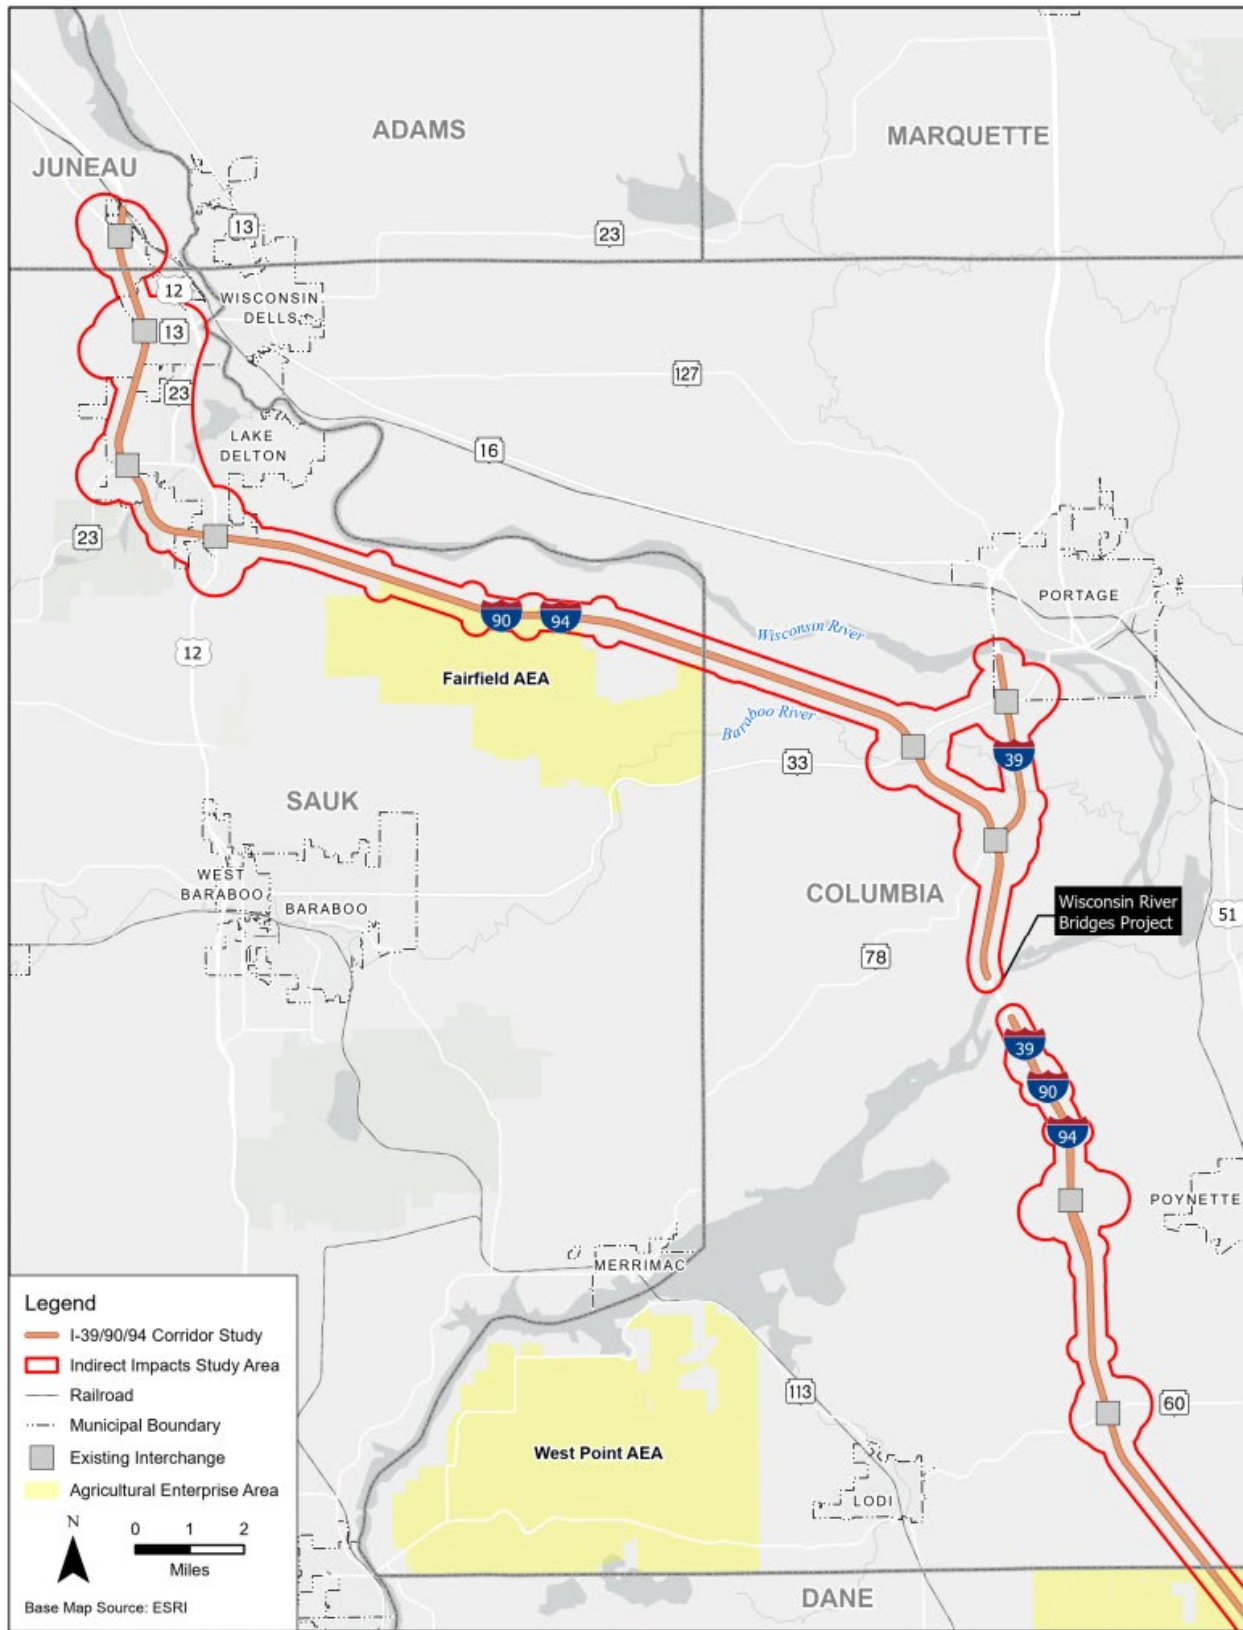 ADAMS
MARQUETTE
JUNEAU
13
23
12
WISCONSIN
DELLS
13
127
23
LAKE
DELTON
16
23
PORTAGE
90
94
Wisconsin River
12
Fairfield AEA
Baraboo River
33
39
SAUK
WEST
BARABOO
BARABOO
COLUMBIA
Wisconsin River
Bridges Project
51
78
39
90
94
POYNETTE
MERRIMAC
113
60
West Point AEA
LODI
DANE
Legend
I-39/90/94 Corridor Study
Indirect Impacts Study Area
Railroad
Municipal Boundary
Existing Interchange
Agricultural Enterprise Area
N
0 1 2
Miles
Base Map Source: ESRI